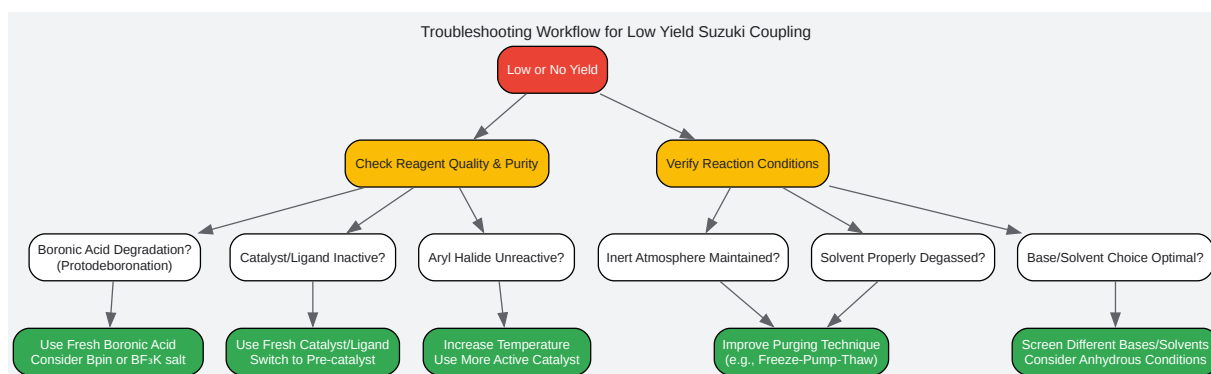 Troubleshooting Workflow for Low Yield Suzuki Coupling
Low or No Yield
Check Reagent Quality & Purity
Verify Reaction Conditions
Boronic Acid Degradation?
(Protodeboronation)
Catalyst/Ligand Inactive?
Aryl Halide Unreactive?
Inert Atmosphere Maintained?
Solvent Properly Degassed?
Base/Solvent Choice Optimal?
Use Fresh Boronic Acid
Consider Bpin or BF₃K salt
Use Fresh Catalyst/Ligand
Switch to Pre-catalyst
Increase Temperature
Use More Active Catalyst
Improve Purging Technique
(e.g., Freeze-Pump-Thaw)
Screen Different Bases/Solvents
Consider Anhydrous Conditions